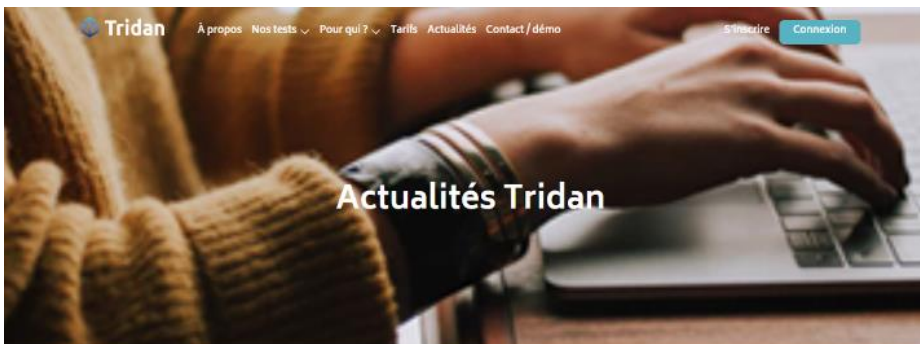 Tridan À propos Nos tests Pour qui ? Tarifs Actualités Contact / démo S'inscrire Connexion
Actualités Tridan